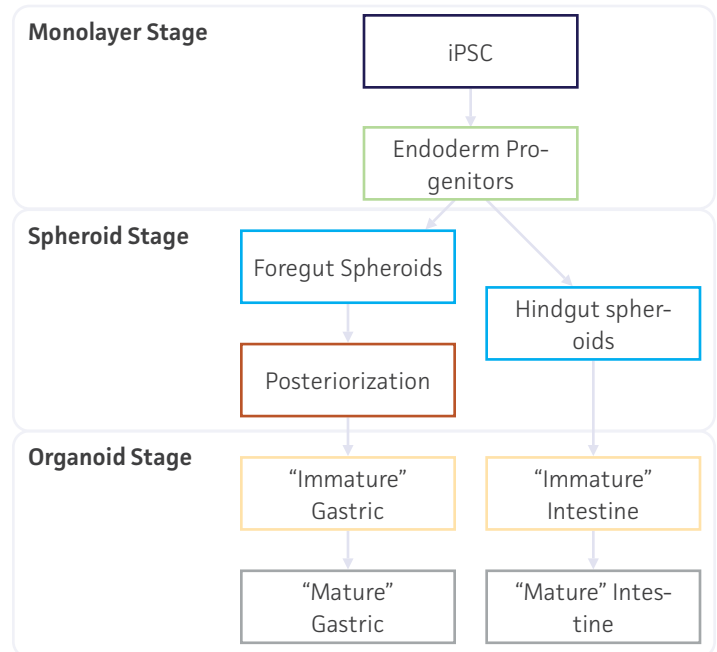 Monolayer Stage
iPSC
Endoderm Pro-
genitors
Spheroid Stage
Foregut Spheroids
Hindgut spher-
oids
Posteriorization
Organoid Stage
“Immature”
Gastric
“Immature”
Intestine
“Mature”
Gastric
“Mature” Intes-
tine